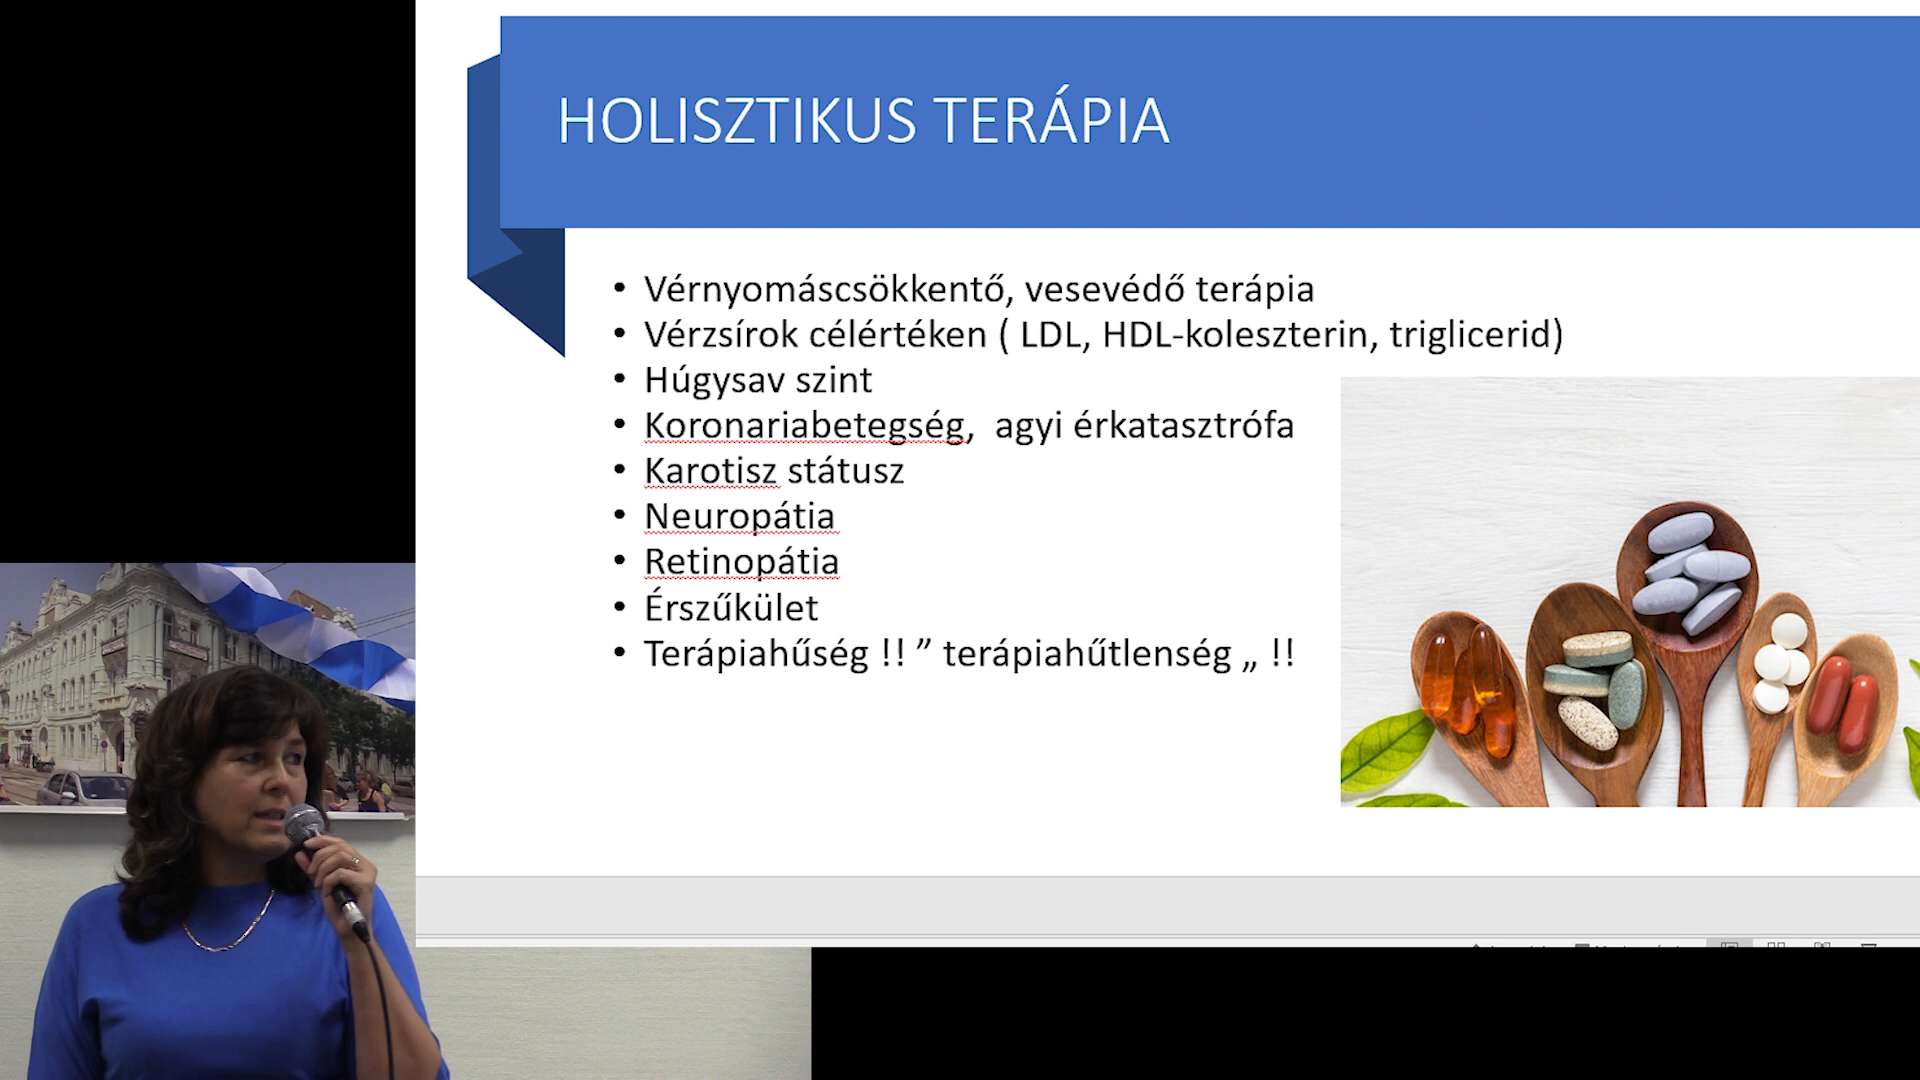 HOLISZTIKUS TERÁPIA
• Vérnyomáscsökkentő, vesevédő terápia
• Vérzsírok célértéken ( LDL, HDL-koleszterin, triglicerid)
• Húgysav szint
• Koronariabetegség,  agyi érkatasztrófa
• Karotisz státusz
• Neuropátia
• Retinopátia
• Érszűkület
• Terápiahűség !! ” terápiahűtlenség „ !!